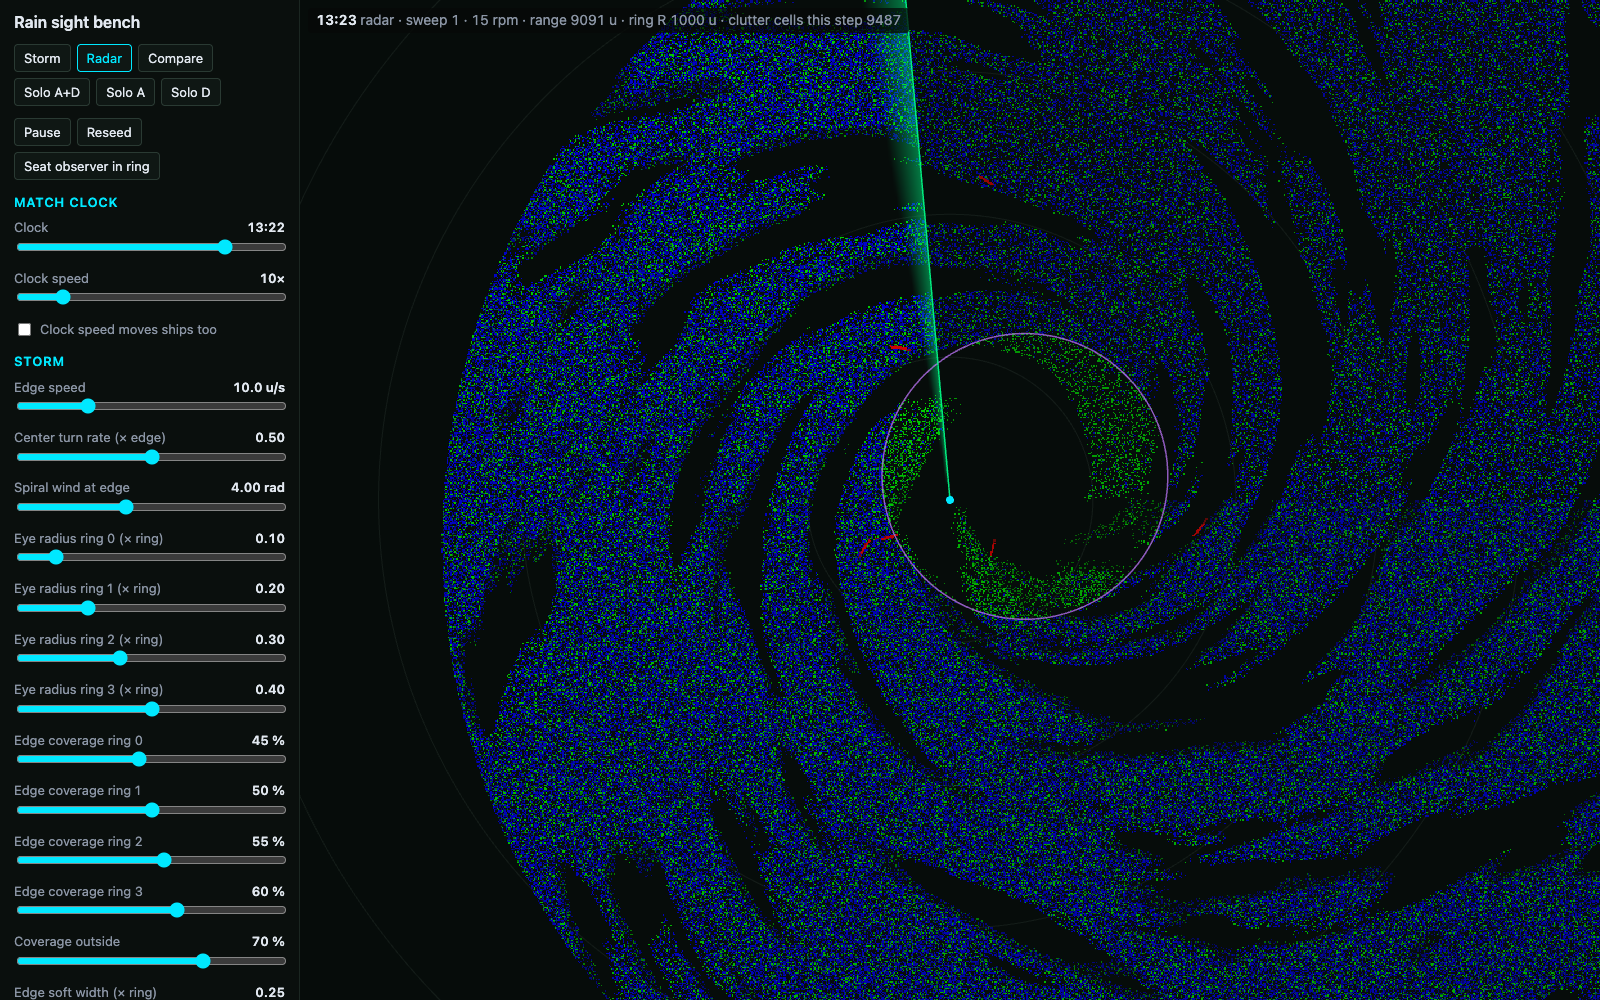 Rain sight bench
Storm Radar Compare
Solo A+D Solo A Solo D
Pause Reseed
Seat observer in ring
MATCH CLOCK
Clock 13:22
Clock speed 10×
Clock speed moves ships too
STORM
Edge speed 10.0 u/s
Center turn rate (× edge) 0.50
Spiral wind at edge 4.00 rad
Eye radius ring 0 (× ring) 0.10
Eye radius ring 1 (× ring) 0.20
Eye radius ring 2 (× ring) 0.30
Eye radius ring 3 (× ring) 0.40
Edge coverage ring 0 45 %
Edge coverage ring 1 50 %
Edge coverage ring 2 55 %
Edge coverage ring 3 60 %
Coverage outside 70 %
Edge soft width (× ring) 0.25
13:23 radar · sweep 1 · 15 rpm · range 9091 u · ring R 1000 u · clutter cells this step 9487